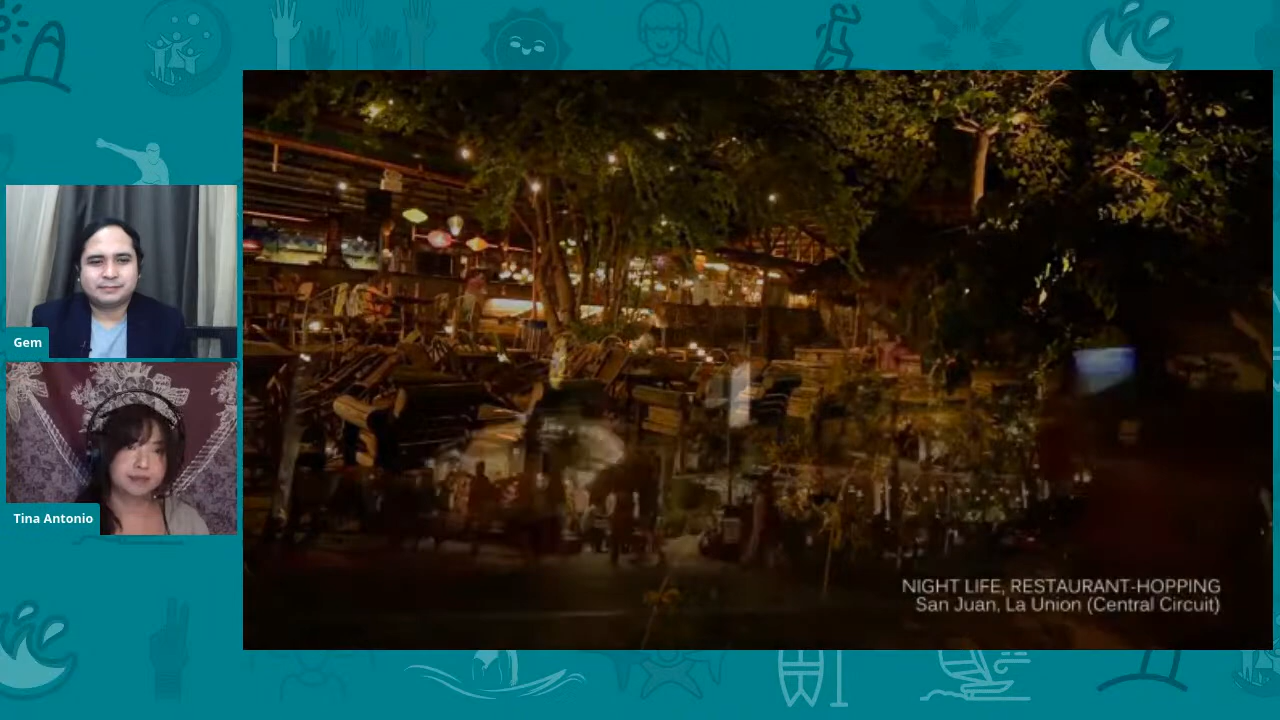 Gem
Tina Antonio
NIGHT LIFE, RESTAURANT-HOPPING
San Juan, La Union (Central Circuit)